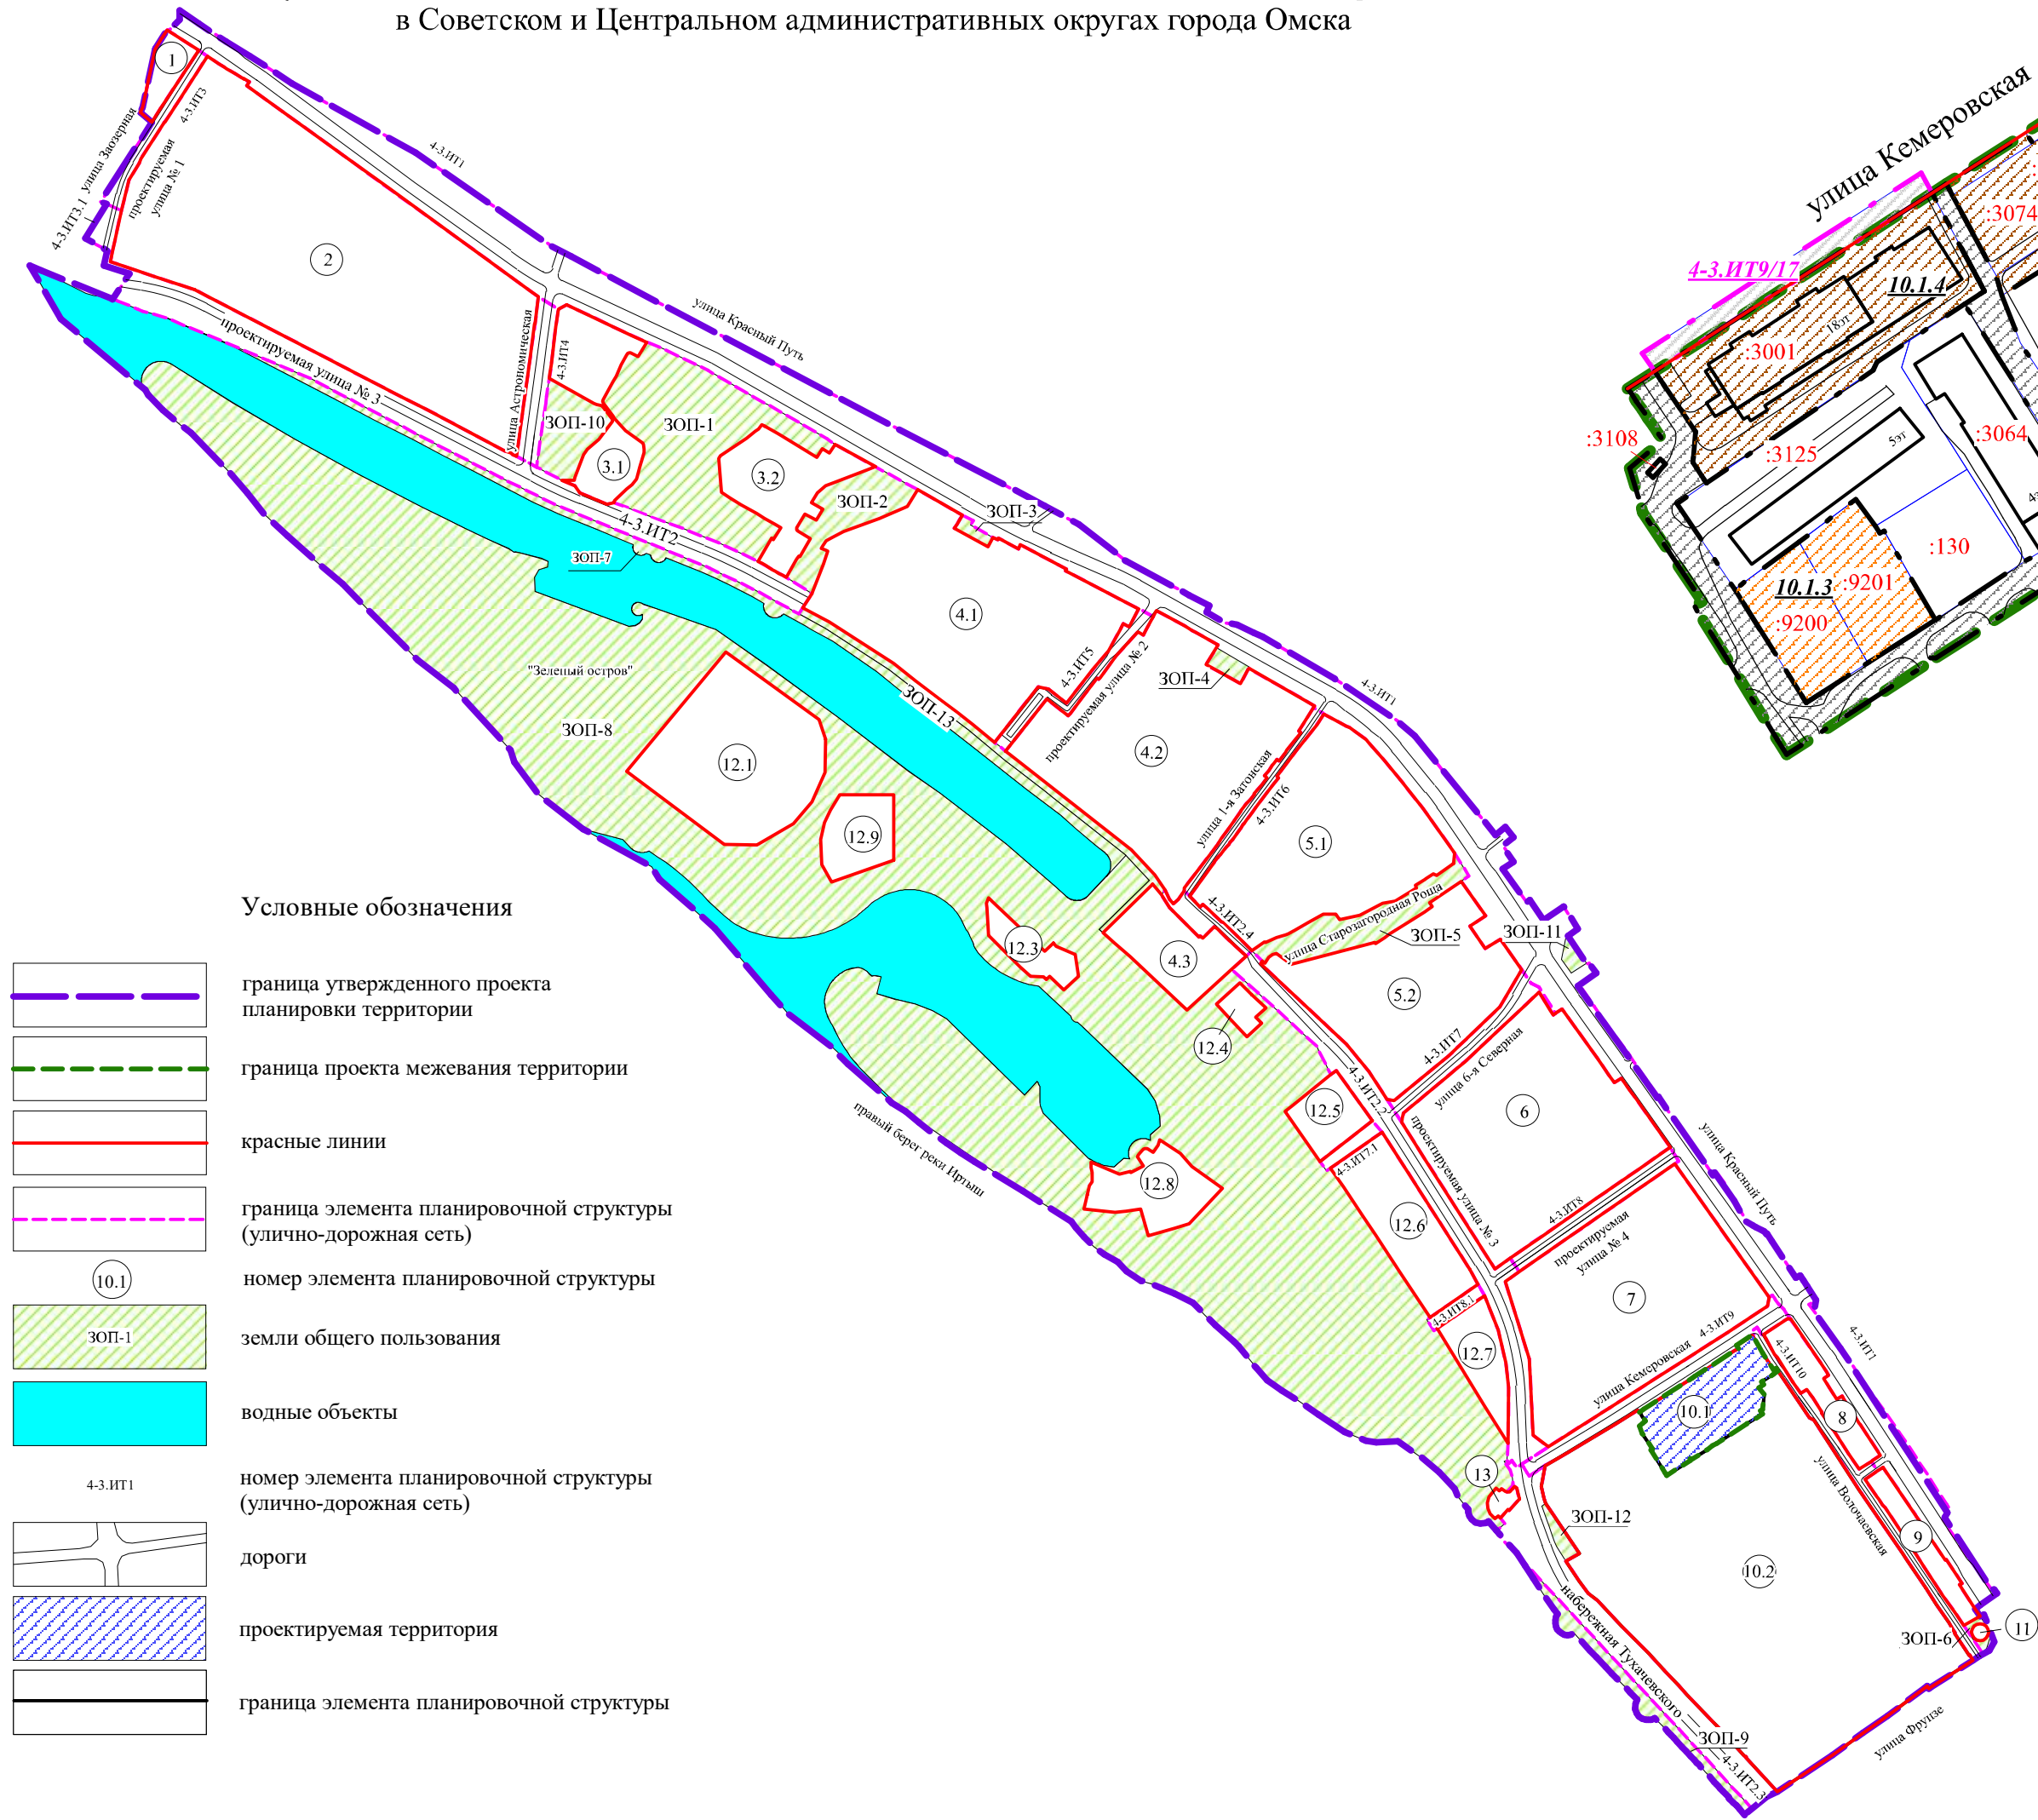 в Советском и Центральном административных округах города Омска
1
4-3.ИТ3
4-3.ИТ3.1 улица Заозерная
проектируемая
улица № 1
2
4-3.ИТ1
улица Красный Путь
проектируемая улица № 3
улица Астрономическая
4-3.ИТ4
ЗОП-10
ЗОП-1
3.1
3.2
ЗОП-2
ЗОП-3
4-3.ИТ2
ЗОП-7
4.1
4-3.ИТ5
проектируемая улица № 2
ЗОП-4
4-3.ИТ1
"Зеленый остров"
ЗОП-8
ЗОП-13
12.1
4.2
улица 1-я Затонская
4-3.ИТ6
5.1
12.9
12.3
4-3.ИТ2.4
улица Старозагородная Роща
ЗОП-5
ЗОП-11
4.3
5.2
12.4
4-3.ИТ7
улица 6-я Северная
4-3.ИТ2.2
12.5
6
проектируемая улица № 3
правый берег реки Иртыш
4-3.ИТ7.1
12.8
12.6
4-3.ИТ8
проектируемая
улица № 4
улица Красный Путь
7
4-3.ИТ8.1
12.7
улица Кемеровская
4-3.ИТ9
4-3.ИТ10
4-3.ИТ1
10.1
8
13
ЗОП-12
улица Волочаевская
9
10.2
набережная Тухачевского
ЗОП-6
11
ЗОП-9
4-3.ИТ2.3
улица Фрунзе
улица Кемеровская
:3074
4-3.ИТ9/17
10.1.4
18эт
:3001
:3108
:3125
5эт
:3064
:130
10.1.3
:9201
:9200
Условные обозначения
граница утвержденного проекта
планировки территории
граница проекта межевания территории
красные линии
граница элемента планировочной структуры
(улично-дорожная сеть)
10.1
номер элемента планировочной структуры
ЗОП-1
земли общего пользования
водные объекты
4-3.ИТ1
номер элемента планировочной структуры
(улично-дорожная сеть)
дороги
проектируемая территория
граница элемента планировочной структуры